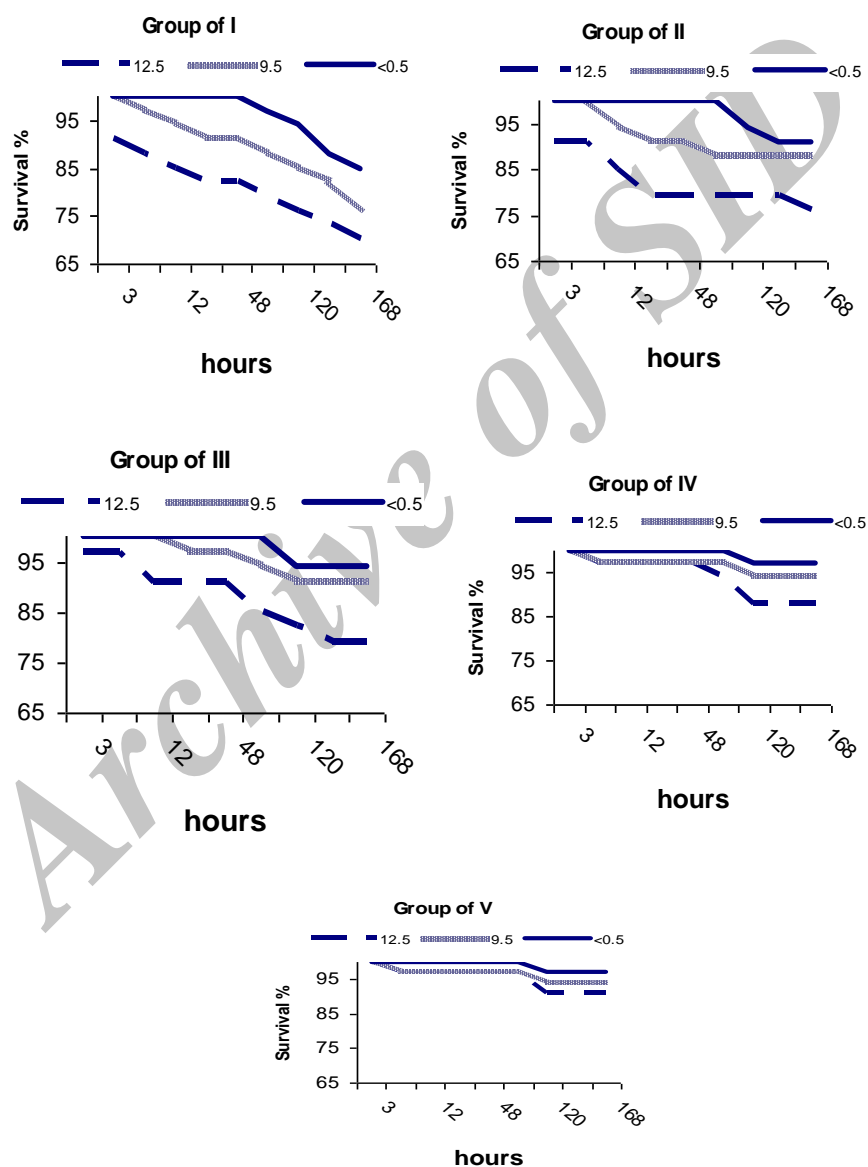 Group of I
12.5 9.5 <0.5
95
85
75
65
Survival %
3 12 48 120 168
hours
Group of II
12.5 9.5 <0.5
95
85
75
65
Survival %
3 12 48 120 168
hours
Group of III
12.5 9.5 <0.5
95
85
75
65
3 12 48 120 168
hours
Group of IV
12.5 9.5 <0.5
95
85
75
65
Survival %
3 12 48 120 168
hours
Group of V
12.5 9.5 <0.5
95
85
75
65
Survival %
3 12 48 120 168
hours
Archive of SID